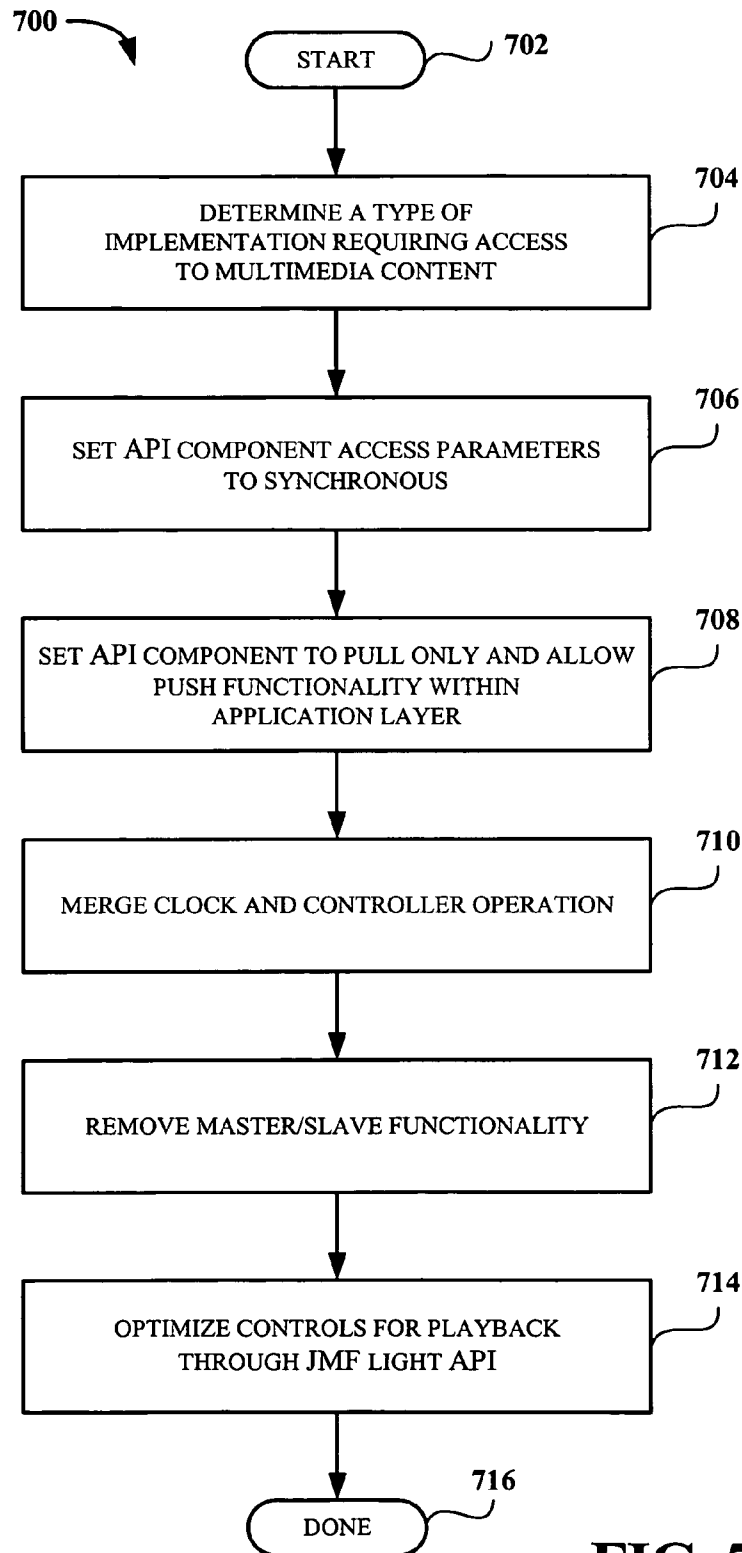 700
START
702
DETERMINE A TYPE OF
IMPLEMENTATION REQUIRING ACCESS
TO MULTIMEDIA CONTENT
704
SET API COMPONENT ACCESS PARAMETERS
TO SYNCHRONOUS
706
SET API COMPONENT TO PULL ONLY AND ALLOW
PUSH FUNCTIONALITY WITHIN
APPLICATION LAYER
708
MERGE CLOCK AND CONTROLLER OPERATION
710
REMOVE MASTER/SLAVE FUNCTIONALITY
712
OPTIMIZE CONTROLS FOR PLAYBACK
THROUGH JMF LIGHT API
714
DONE
716